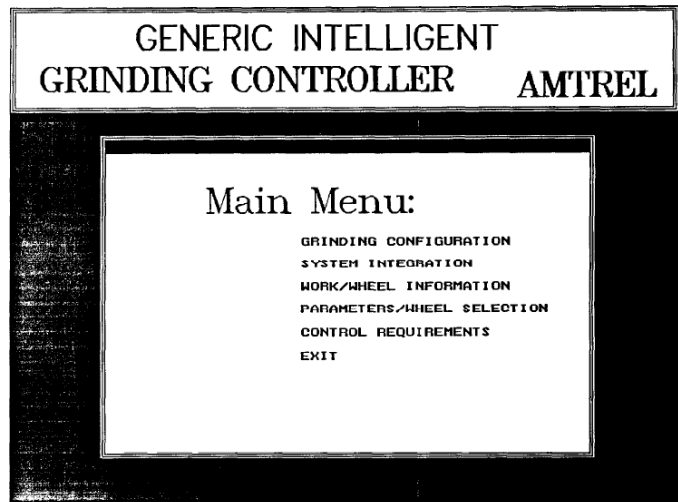 GENERIC INTELLIGENT
GRINDING CONTROLLER AMTREL
Main Menu:
GRINDING CONFIGURATION
SYSTEM INTEGRATION
WORK/WHEEL INFORMATION
PARAMETERS/WHEEL SELECTION
CONTROL REQUIREMENTS
EXIT